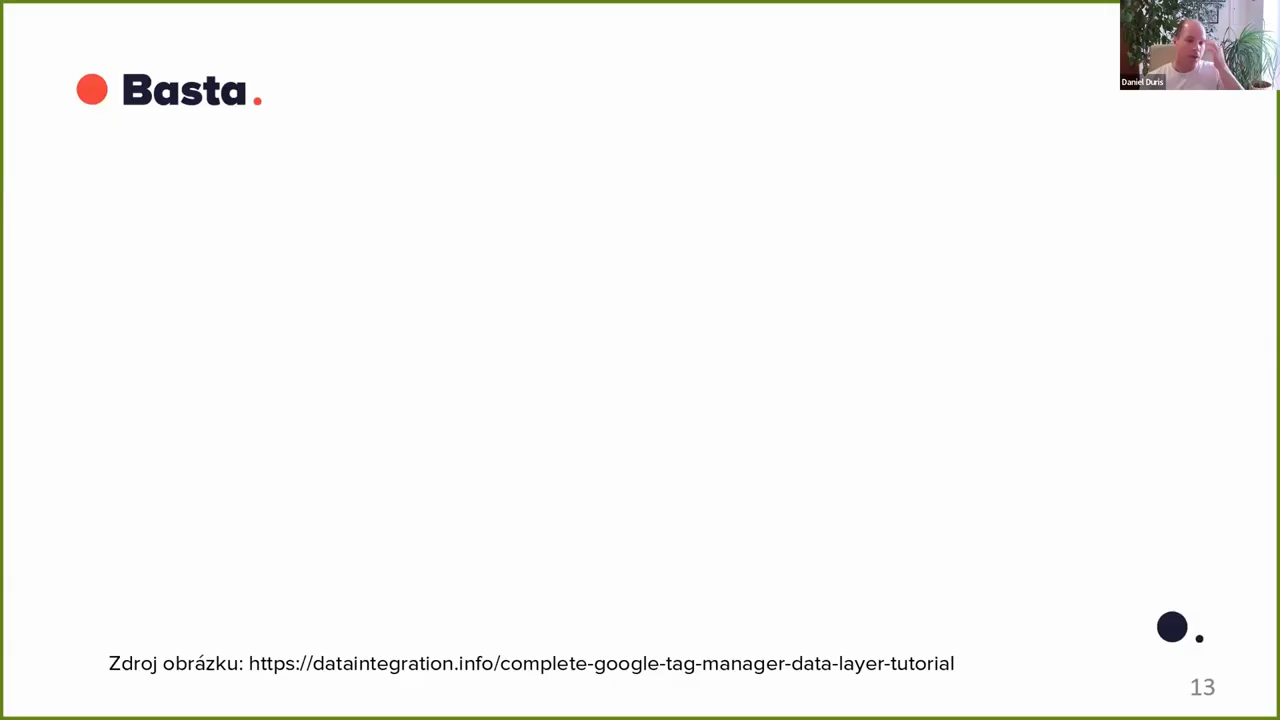 Basta.
Daniel Duris
Zdroj obrázku: https://dataintegration.info/complete-google-tag-manager-data-layer-tutorial
13